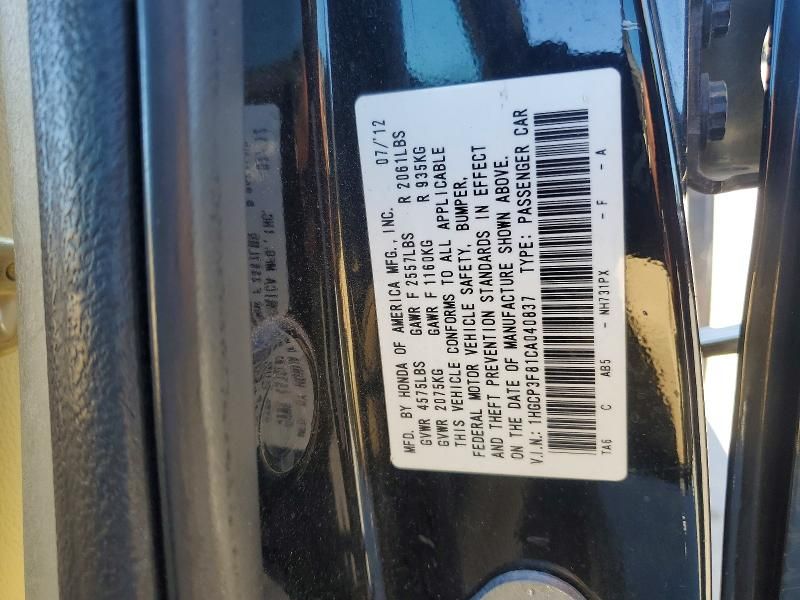 MFD. BY HONDA OF AMERICA MFG., INC. 07/'12
GVWR 4575LBS GAWR F 2557LBS R 2061LBS
GVWR 2075KG GAWR F 1160KG R 935KG
THIS VEHICLE CONFORMS TO ALL APPLICABLE
FEDERAL MOTOR VEHICLE SAFETY, BUMPER,
AND THEFT PREVENTION STANDARDS IN EFFECT
ON THE DATE OF MANUFACTURE SHOWN ABOVE.
V.I.N.: 1HGCP3F81CA040837 TYPE: PASSENGER CAR
TA6 C AB5 - NH731PX - F - A